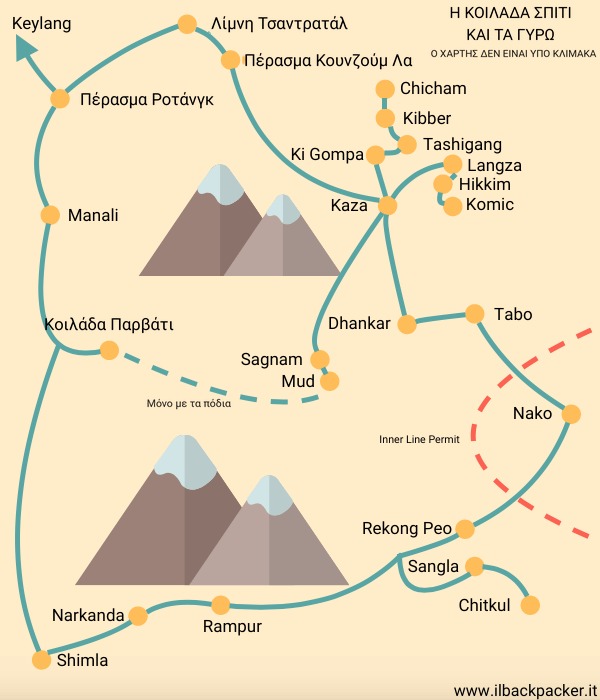 Η ΚΟΙΛΑΔΑ ΣΠΙΤΙ
ΚΑΙ ΤΑ ΓΥΡΩ
Ο ΧΑΡΤΗΣ ΔΕΝ ΕΙΝΑΙ ΥΠΟ ΚΛΙΜΑΚΑ
Keylang
Λίμνη Τσαντρατάλ
Πέρασμα Κουνζούμ Λα
Πέρασμα Ροτάνγκ
Chicham
Kibber
Tashigang
Ki Gompa
Langza
Hikkim
Komic
Kaza
Manali
Κοιλάδα Παρβάτι
Dhankar
Tabo
Sagnam
Mud
Μόνο με τα πόδια
Nako
Inner Line Permit
Rekong Peo
Sangla
Chitkul
Narkanda
Rampur
Shimla
www.ilbackpacker.it